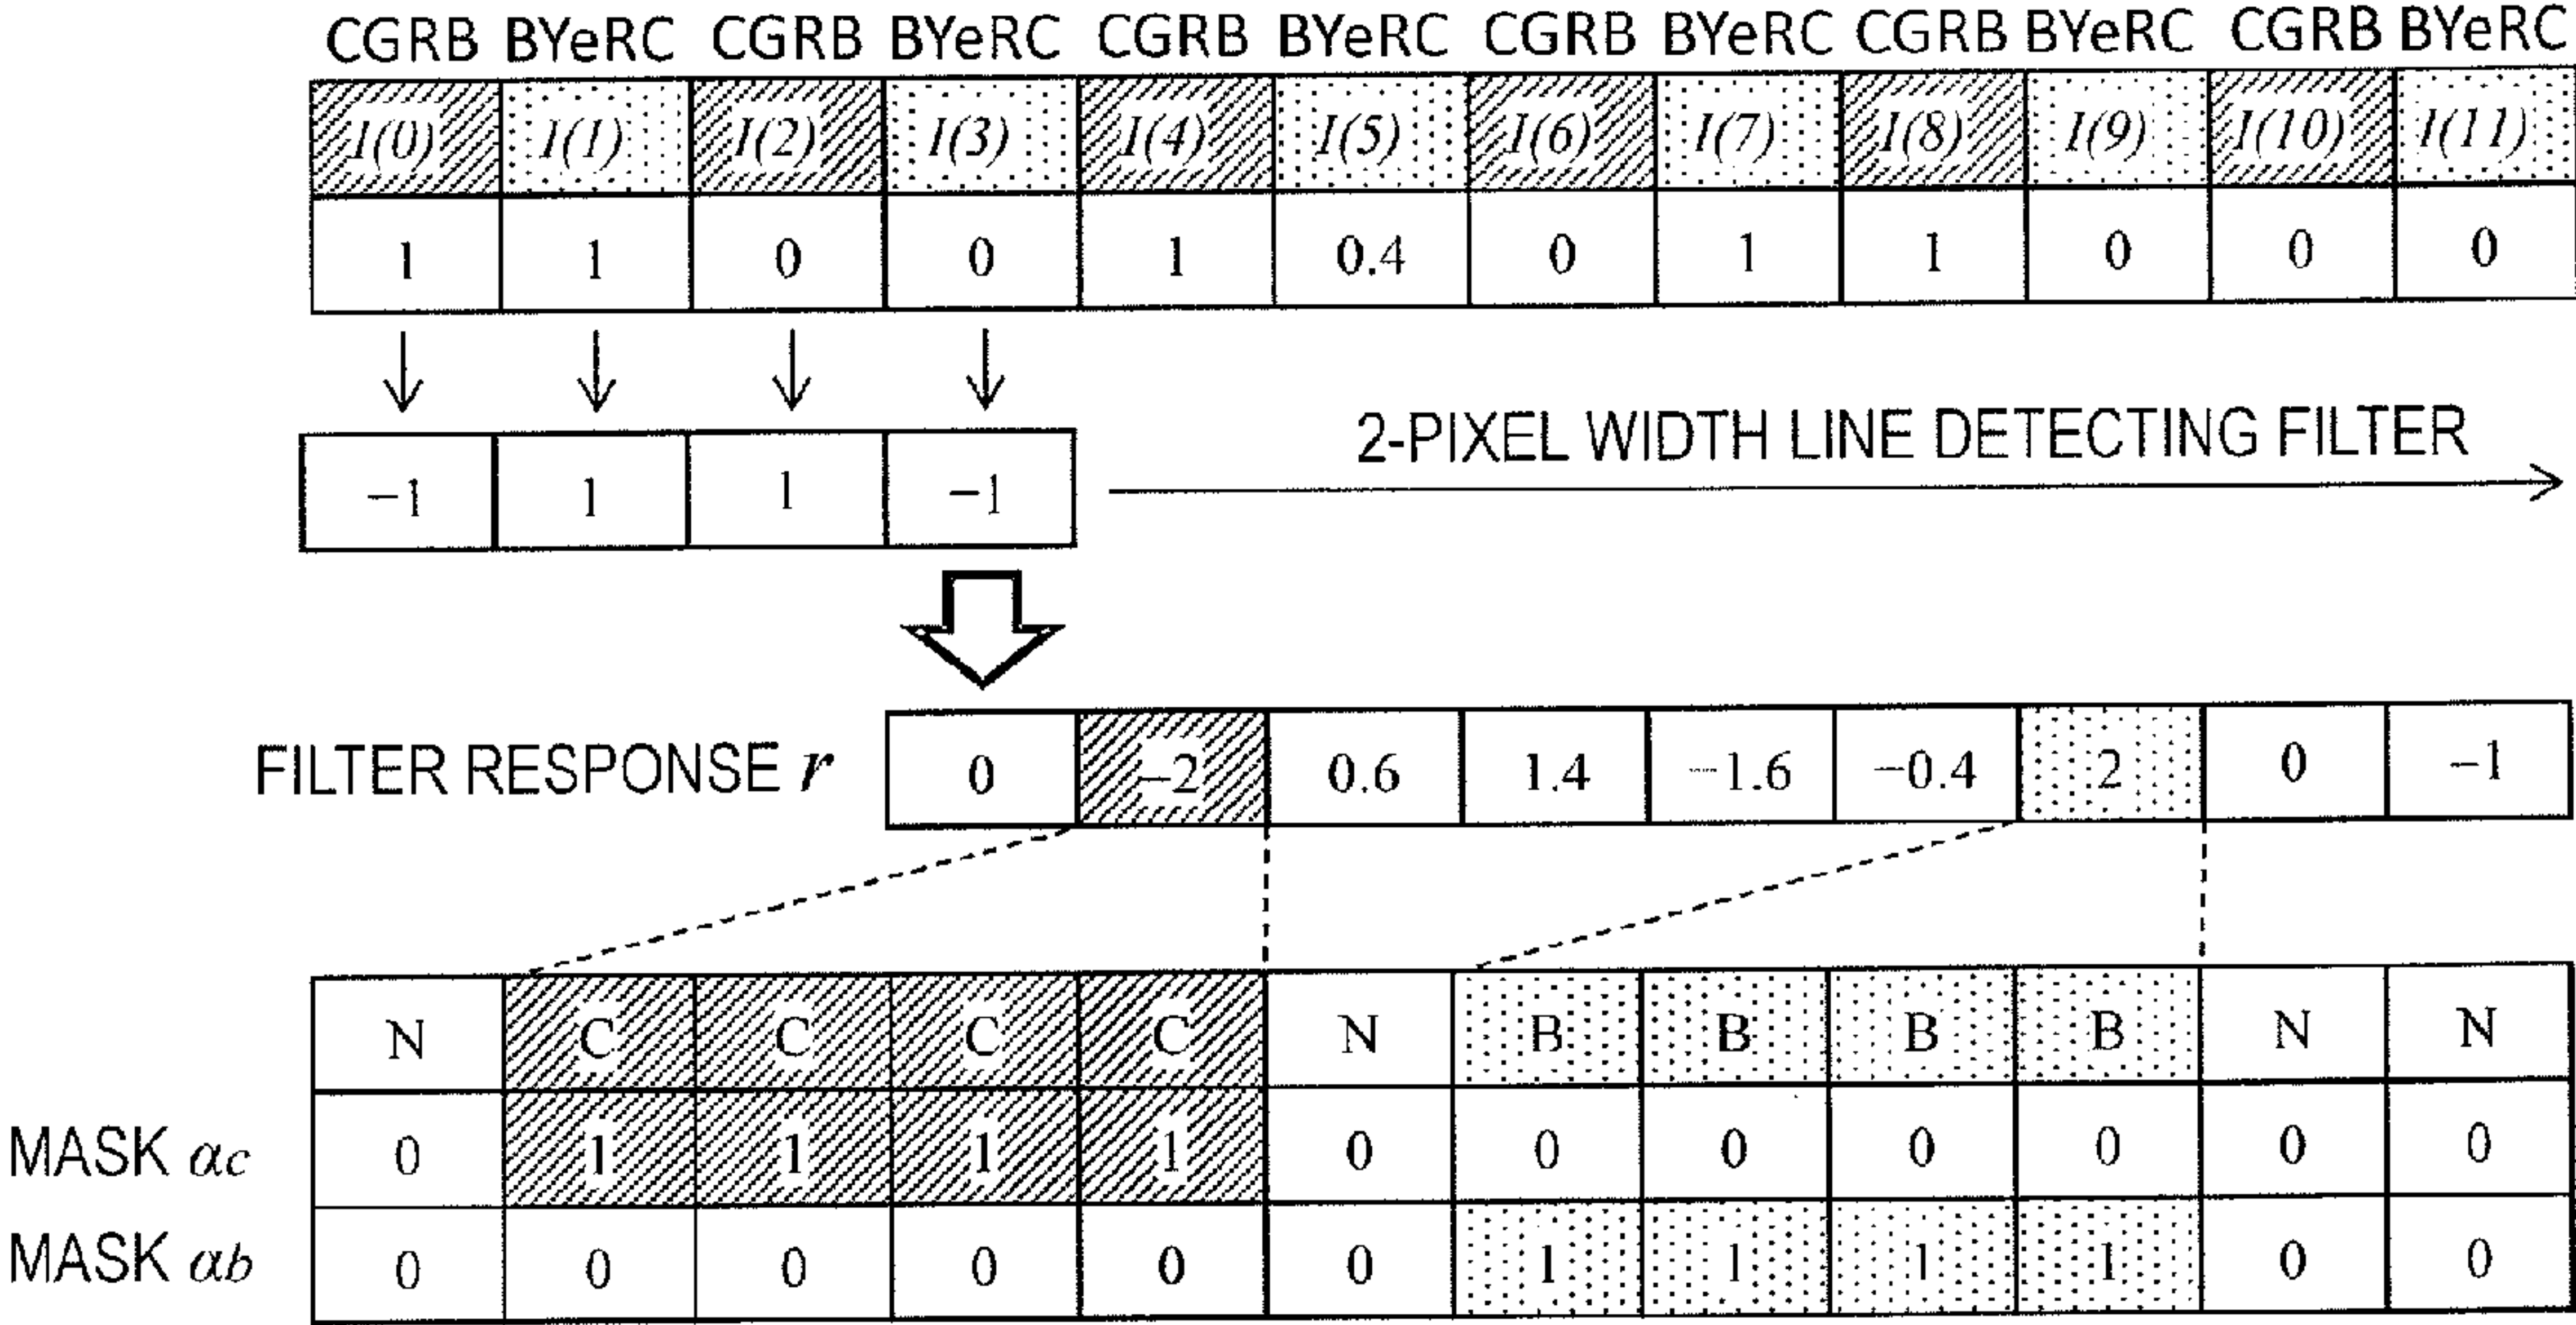 CGRB BYeRC CGRB BYeRC CGRB BYeRC CGRB BYeRC CGRB BYeRC CGRB BYeRC
I(0) I(1) I(2) I(3) I(4) I(5) I(6) I(7) I(8) I(9) I(10) I(11)
1 1 0 0 1 0.4 0 1 1 0 0 0
2-PIXEL WIDTH LINE DETECTING FILTER
−1 1 1 −1
FILTER RESPONSE r 0 −2 0.6 1.4 −1.6 −0.4 2 0 −1
N C C C C N B B B B N N
MASK αc 0 1 1 1 1 0 0 0 0 0 0 0
MASK αb 0 0 0 0 0 0 1 1 1 1 0 0